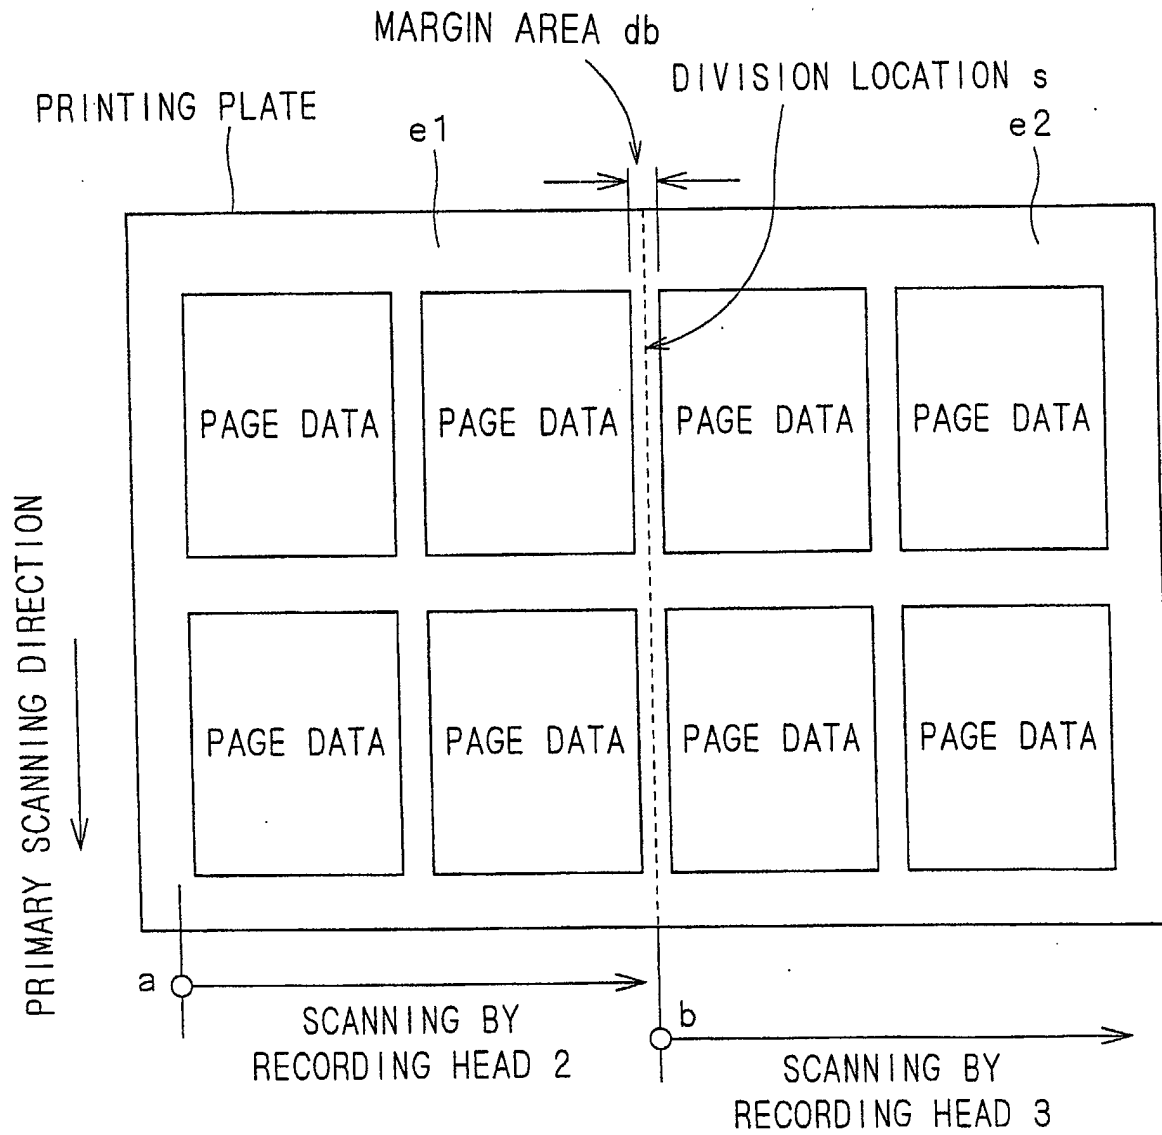 MARGIN AREA db
DIVISION LOCATION s
PRINTING PLATE
e1
e2
PAGE DATA
PAGE DATA
PAGE DATA
PAGE DATA
PRIMARY SCANNING DIRECTION
PAGE DATA
PAGE DATA
PAGE DATA
PAGE DATA
a
SCANNING BY
RECORDING HEAD 2
b
SCANNING BY
RECORDING HEAD 3